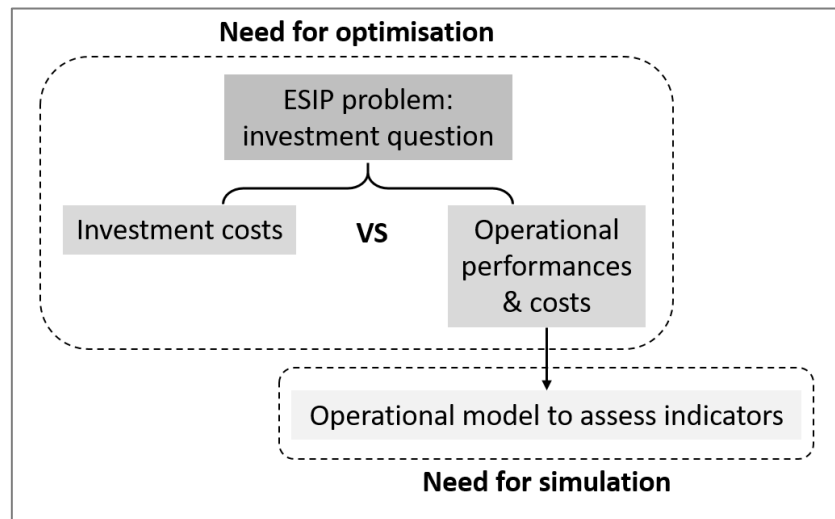 Need for optimisation
ESIP problem:
investment question
Investment costs
VS
Operational
performances
& costs
Operational model to assess indicators
Need for simulation